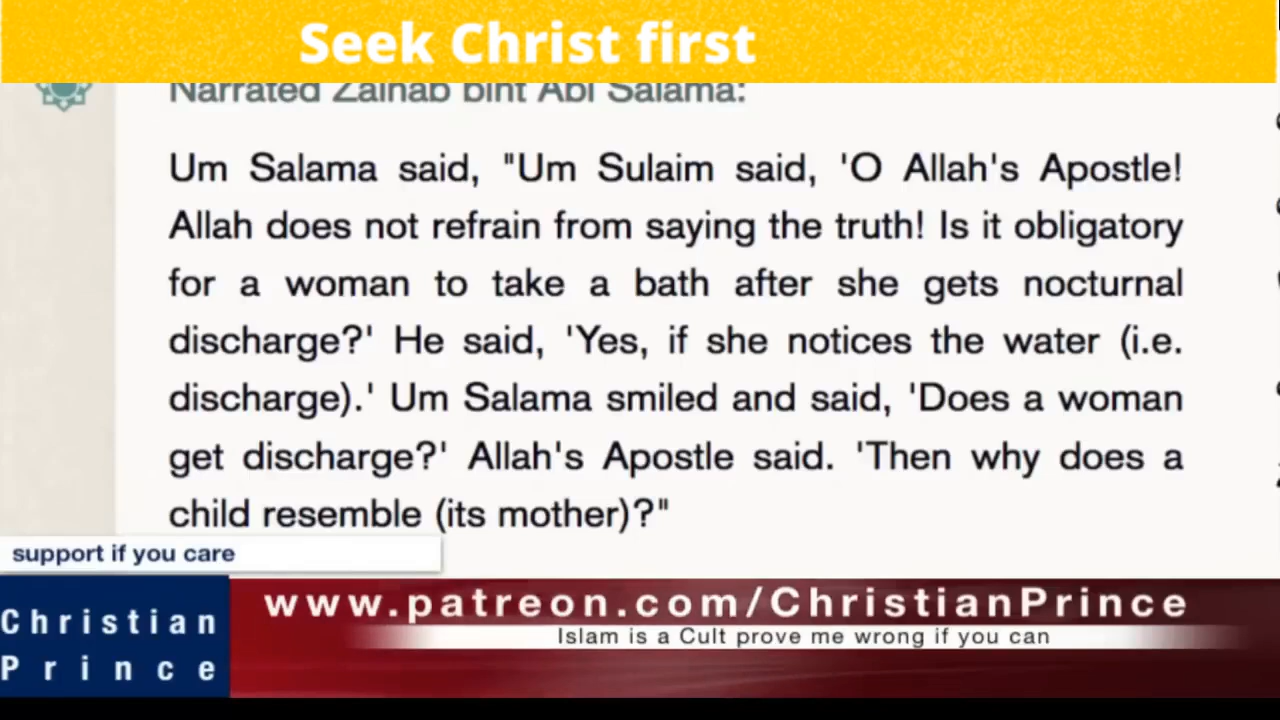 Seek Christ first
Narrated Zainab bint Abi Salama:
Um Salama said, "Um Sulaim said, 'O Allah's Apostle!
Allah does not refrain from saying the truth! Is it obligatory
for a woman to take a bath after she gets nocturnal
discharge?' He said, 'Yes, if she notices the water (i.e.
discharge).' Um Salama smiled and said, 'Does a woman
get discharge?' Allah's Apostle said. 'Then why does a
child resemble (its mother)?"
support if you care
Christian
Prince
www.patreon.com/ChristianPrince
Islam is a Cult prove me wrong if you can